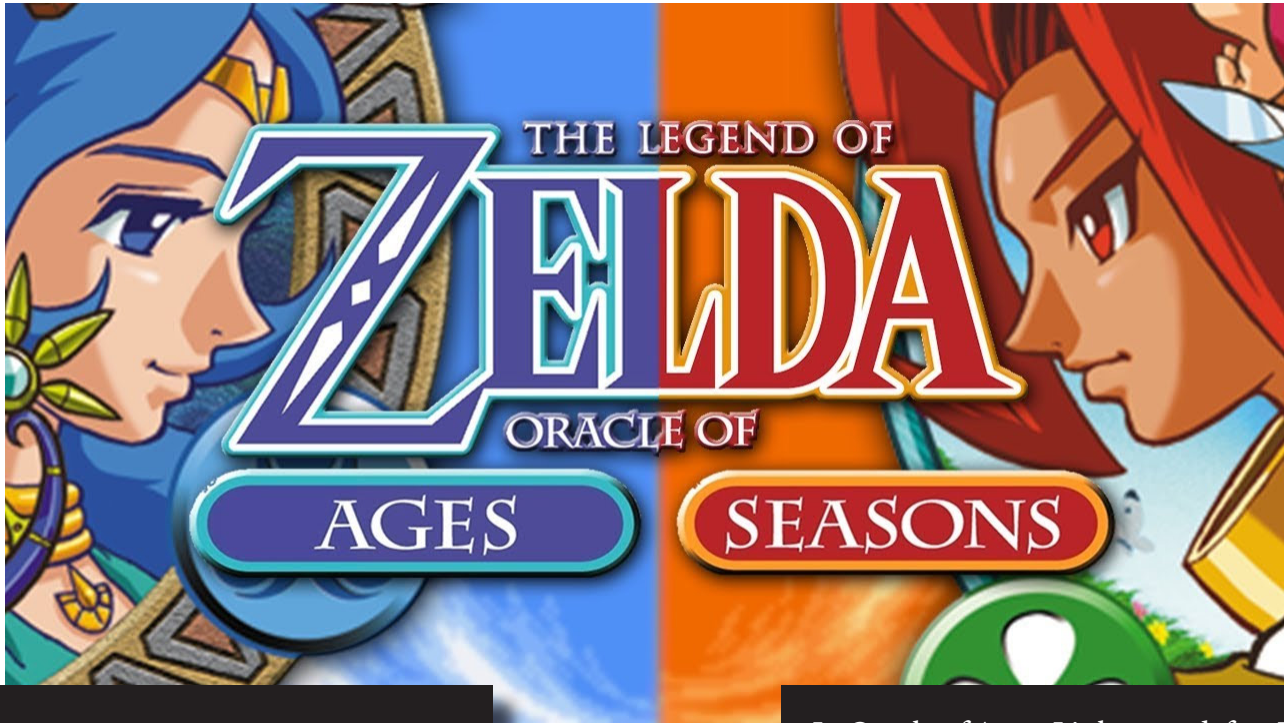 THE LEGEND OF
ZELDA
ORACLE OF
AGES
SEASONS